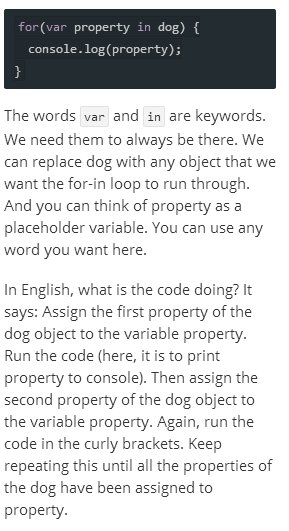 for(var property in dog) {
console.log(property);
}
The words var and in are keywords.
We need them to always be there. We
can replace dog with any object that we
want the for-in loop to run through.
And you can think of property as a
placeholder variable. You can use any
word you want here.
In English, what is the code doing? It
says: Assign the first property of the
dog object to the variable property.
Run the code (here, it is to print
property to console). Then assign the
second property of the dog object to
the variable property. Again, run the
code in the curly brackets. Keep
repeating this until all the properties of
the dog have been assigned to
property.